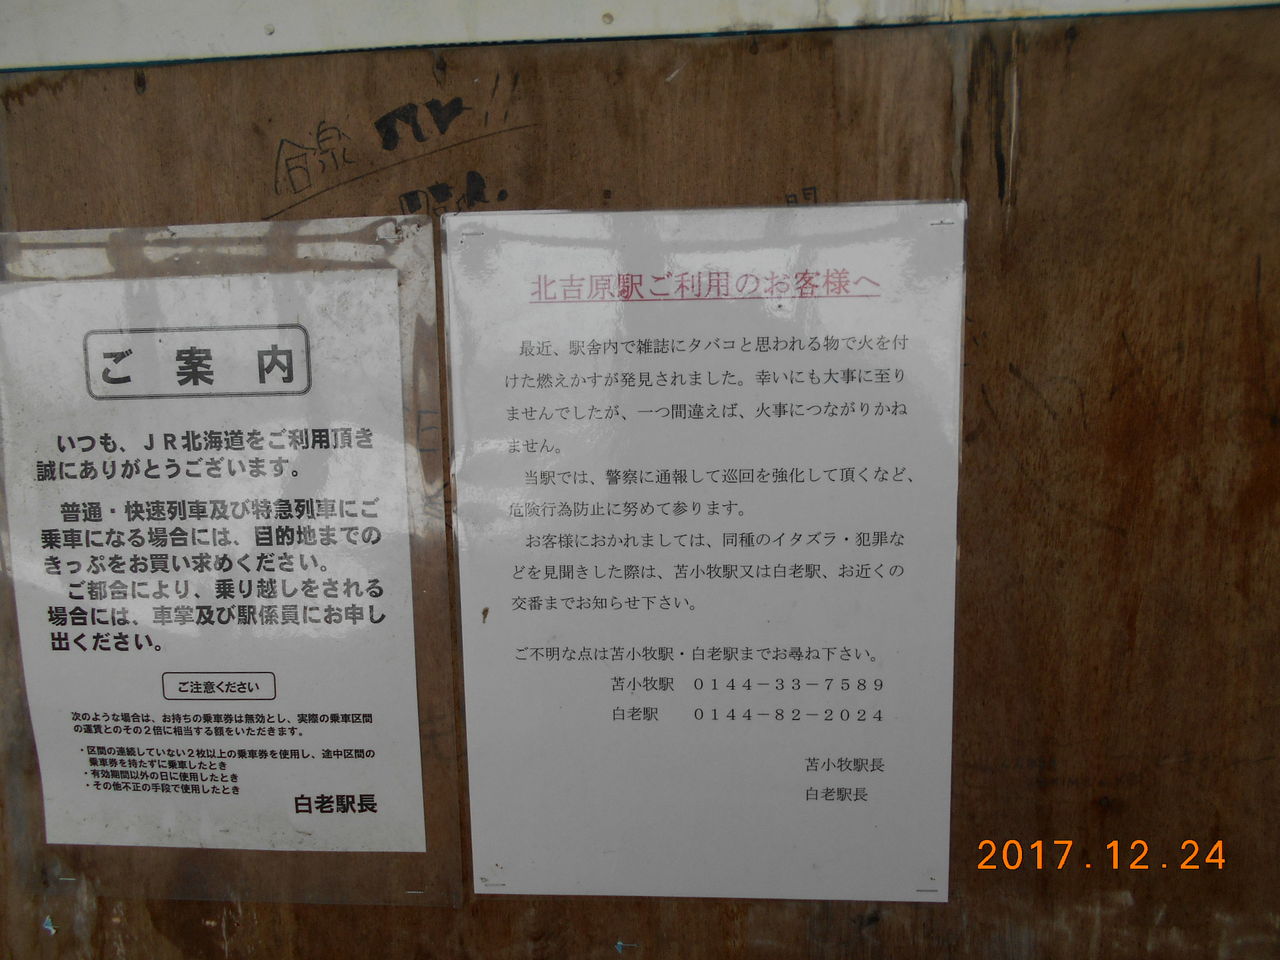 ご案内
いつも、ＪＲ北海道をご利用頂き
誠にありがとうございます。
普通・快速列車及び特急列車にご
乗車になる場合には、目的地までの
きっぷをお買い求めください。
ご都合により、乗り越しをされる
場合には、車掌及び駅係員にお申し
出ください。
ご注意ください
次のような場合は、お持ちの乗車券は無効とし、実際の乗車区間
の運賃とのその２倍に相当する額をいただきます。
・区間の連続していない２枚以上の乗車券を使用し、途中区間の
乗車券を持たずに乗車したとき
・有効期間以外の日に使用したとき
・その他不正の手段で使用したとき
白老駅長
北吉原駅ご利用のお客様へ
最近、駅舎内で雑誌にタバコと思われる物で火を付
けた燃えかすが発見されました。幸いにも大事に至り
ませんでしたが、一つ間違えば、火事につながりかね
ません。
当駅では、警察に通報して巡回を強化して頂くなど、
危険行為防止に努めて参ります。
お客様におかれましては、同種のイタズラ・犯罪な
どを見聞きした際は、苫小牧駅又は白老駅、お近くの
交番までお知らせ下さい。
ご不明な点は苫小牧駅・白老駅までお尋ね下さい。
苫小牧駅　０１４４－３３－７５８９
白老駅　０１４４－８２－２０２４
苫小牧駅長
白老駅長
2017.12.24